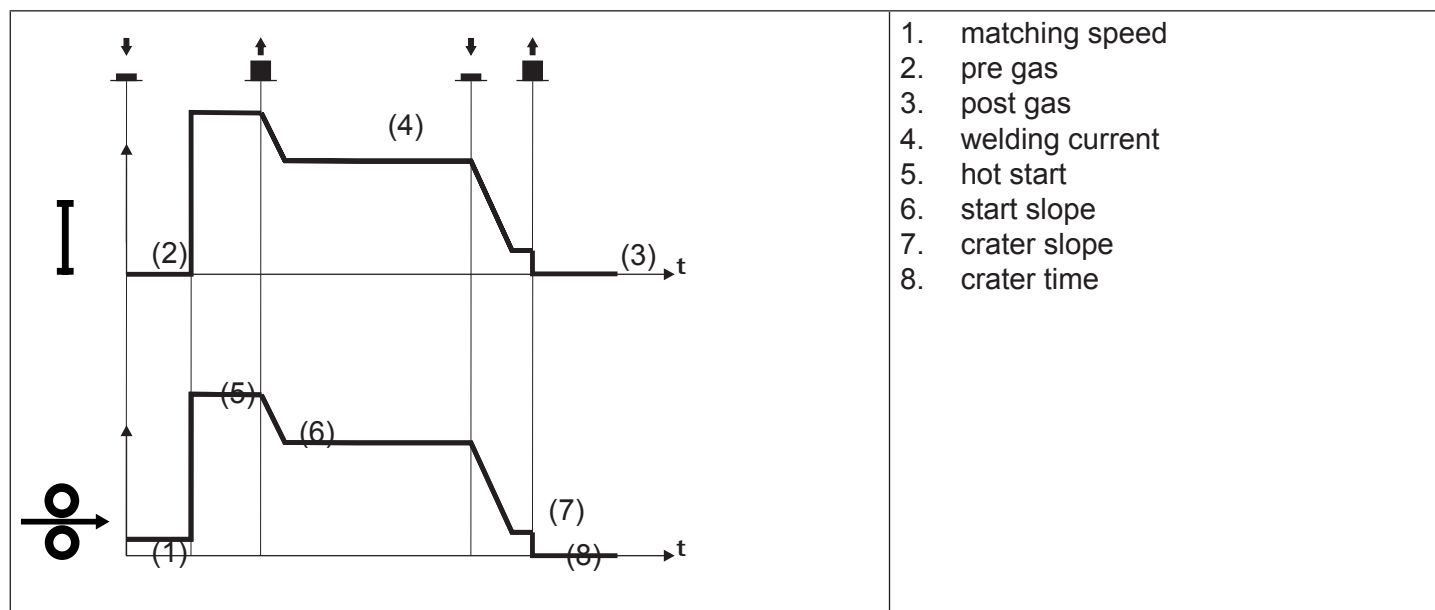 (4)
I
(2)
(3)
t
(5)
(6)
(7)
(1)
(8)
t
1. matching speed
2. pre gas
3. post gas
4. welding current
5. hot start
6. start slope
7. crater slope
8. crater time